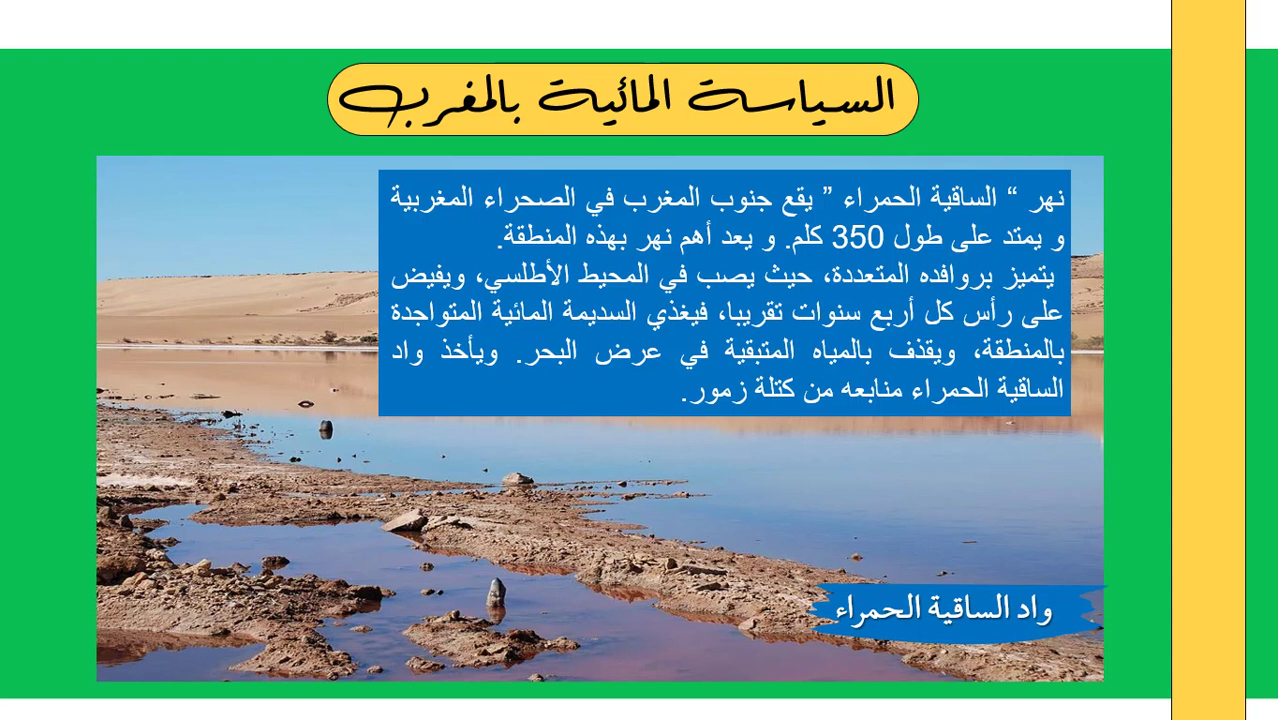 السياسة المائية بالمغرب
نهر “ الساقية الحمراء ” يقع جنوب المغرب في الصحراء المغربية
و يمتد على طول 350 كلم. و يعد أهم نهر بهذه المنطقة.
يتميز بروافده المتعددة، حيث يصب في المحيط الأطلسي، ويفيض
على رأس كل أربع سنوات تقريبا، فيغذي السديمة المائية المتواجدة
بالمنطقة، ويقذف بالمياه المتبقية في عرض البحر. ويأخذ واد
الساقية الحمراء منابعه من كتلة زمور.
واد الساقية الحمراء